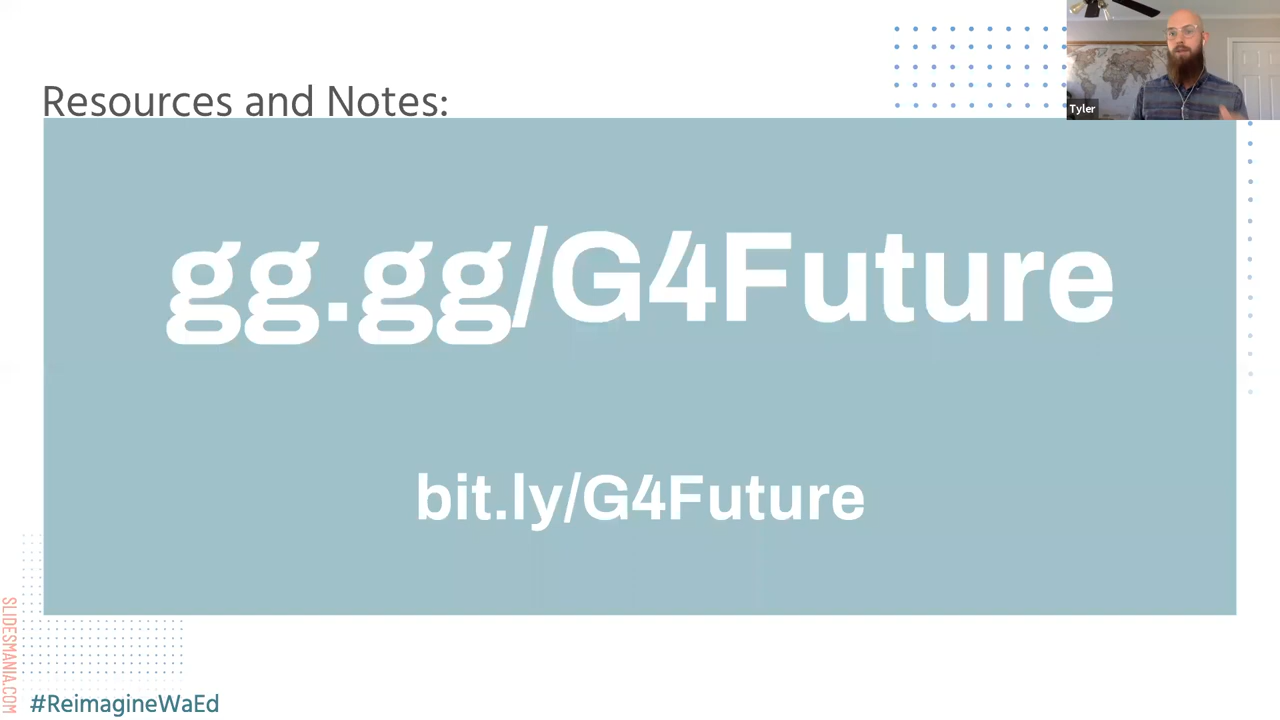 Resources and Notes:
Tyler
gg.gg/G4Future
bit.ly/G4Future
SLIDESMANIA.COM
#ReimagineWaEd